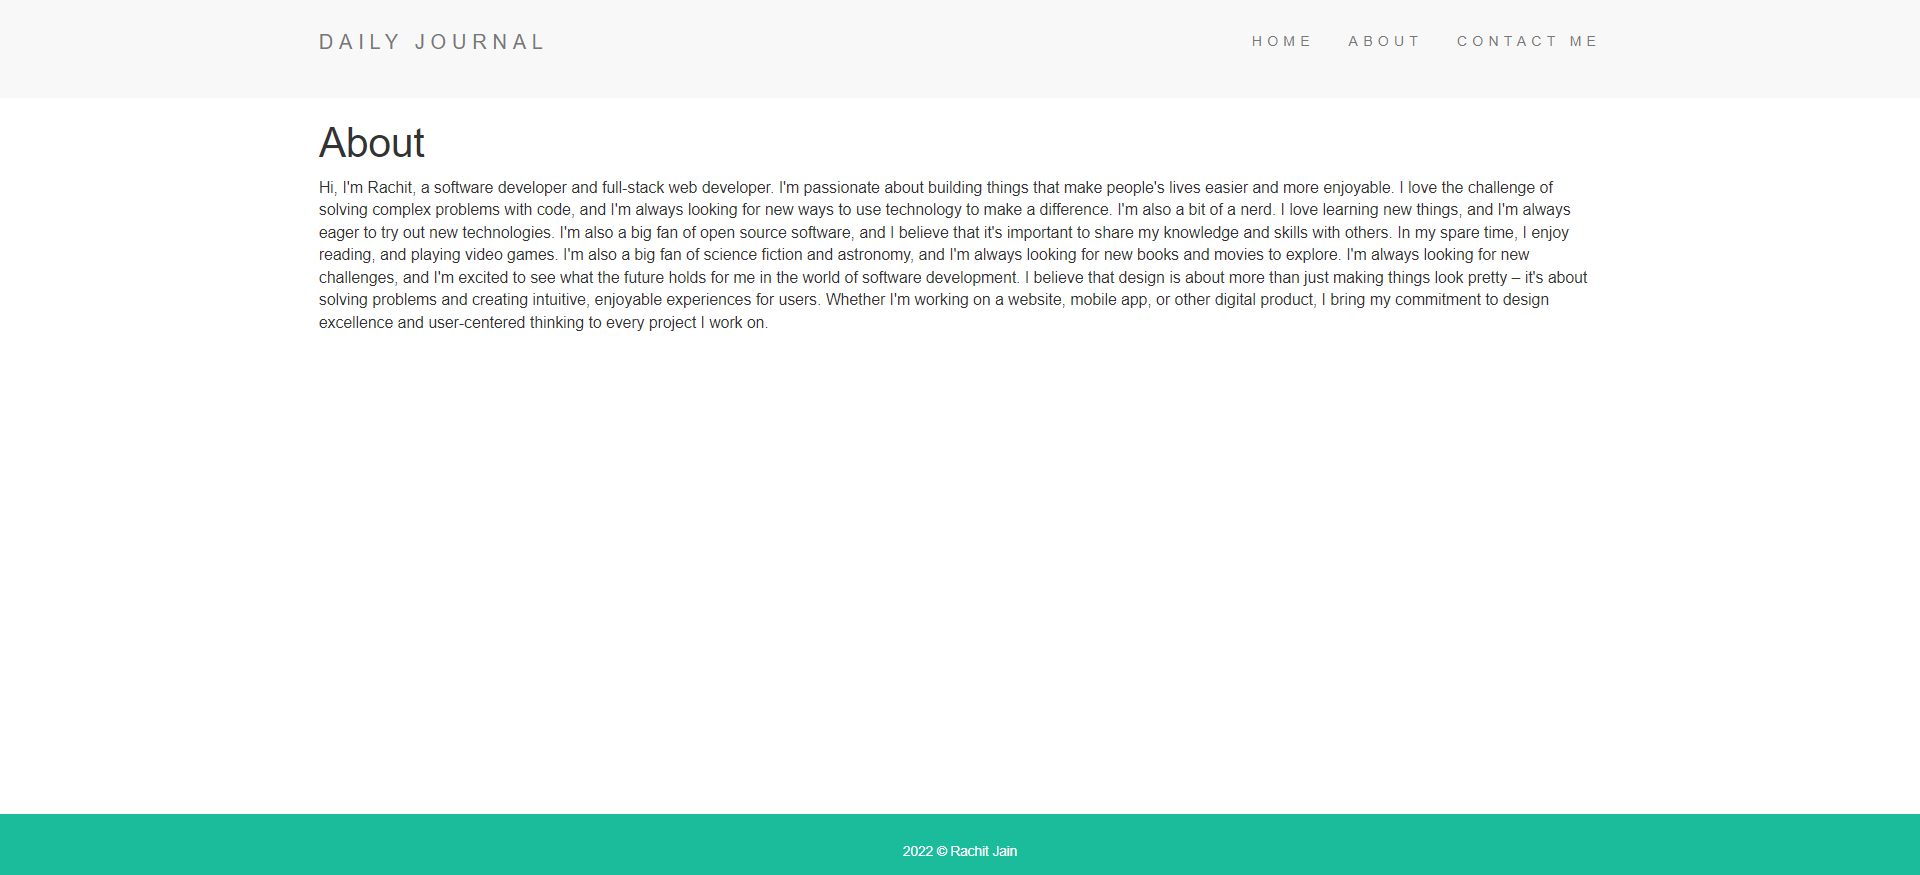 DAILY JOURNAL
HOME ABOUT CONTACT ME
About
Hi, I'm Rachit, a software developer and full-stack web developer. I'm passionate about building things that make people's lives easier and more enjoyable. I love the challenge of
solving complex problems with code, and I'm always looking for new ways to use technology to make a difference. I'm also a bit of a nerd. I love learning new things, and I'm always
eager to try out new technologies. I'm also a big fan of open source software, and I believe that it's important to share my knowledge and skills with others. In my spare time, I enjoy
reading, and playing video games. I'm also a big fan of science fiction and astronomy, and I'm always looking for new books and movies to explore. I'm always looking for new
challenges, and I'm excited to see what the future holds for me in the world of software development. I believe that design is about more than just making things look pretty – it's about
solving problems and creating intuitive, enjoyable experiences for users. Whether I'm working on a website, mobile app, or other digital product, I bring my commitment to design
excellence and user-centered thinking to every project I work on.
2022 © Rachit Jain